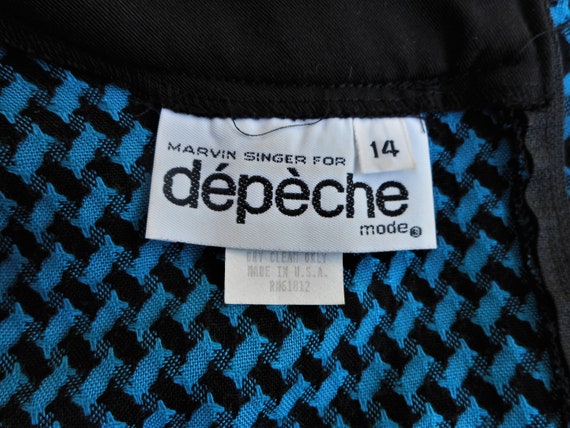 MARVIN SINGER FOR
14
dépèche
mode
DRY CLEAN ONLY
MADE IN U.S.A.
RN61812